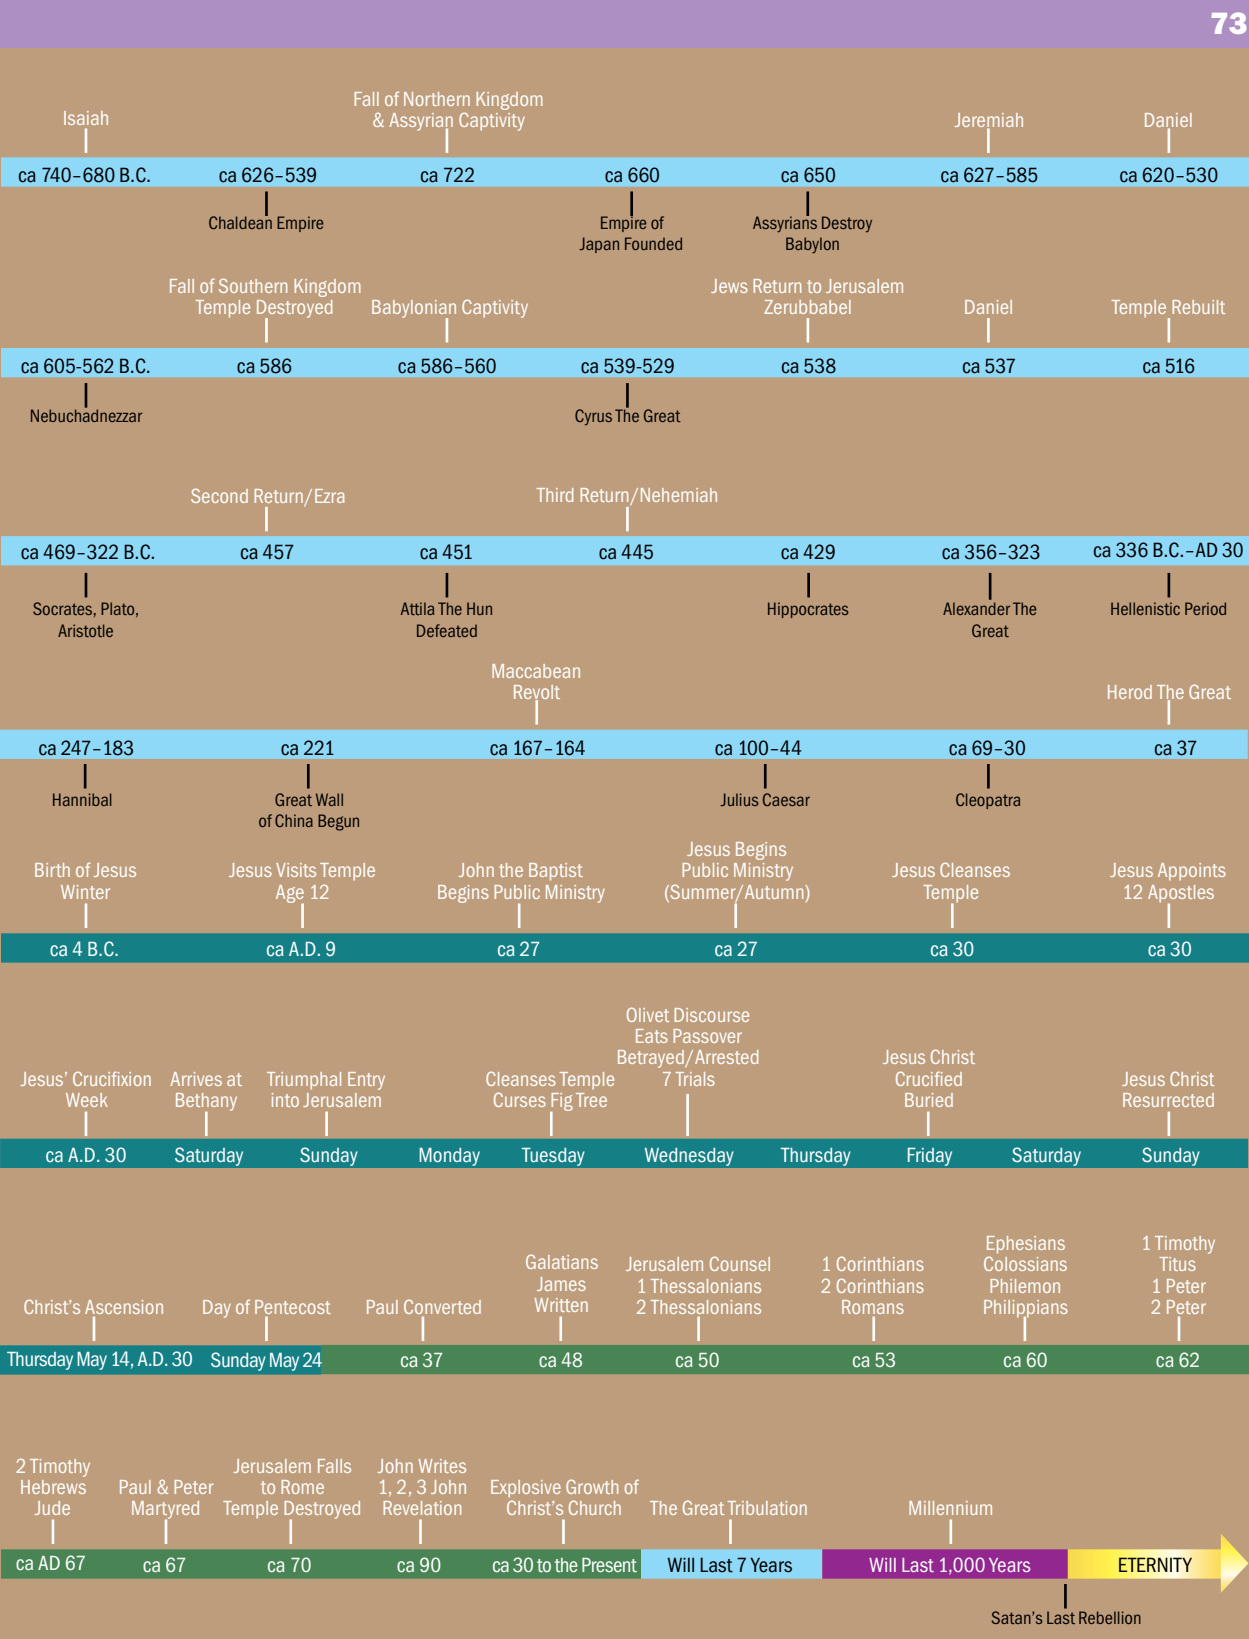 73
Fall of Northern Kingdom
Isaiah & Assyrian Captivity Jeremiah Daniel
ca 740–680 B.C. ca 626–539 ca 722 ca 660 ca 650 ca 627–585 ca 620–530
Chaldean Empire Empire of Assyrians Destroy
Japan Founded Babylon
Fall of Southern Kingdom Jews Return to Jerusalem
Temple Destroyed Babylonian Captivity Zerubbabel Daniel Temple Rebuilt
ca 605-562 B.C. ca 586 ca 586–560 ca 539-529 ca 538 ca 537 ca 516
Nebuchadnezzar Cyrus The Great
Second Return/Ezra Third Return/Nehemiah
ca 469–322 B.C. ca 457 ca 451 ca 445 ca 429 ca 356–323 ca 336 B.C.–AD 30
Socrates, Plato, Attila The Hun Hippocrates Alexander The Hellenistic Period
Aristotle Defeated Great
Maccabean
Revolt Herod The Great
ca 247–183 ca 221 ca 167–164 ca 100–44 ca 69–30 ca 37
Hannibal Great Wall Julius Caesar Cleopatra
of China Begun
Jesus Begins
Birth of Jesus Jesus Visits Temple John the Baptist Public Ministry Jesus Cleanses Jesus Appoints
Winter Age 12 Begins Public Ministry (Summer/Autumn) Temple 12 Apostles
ca 4 B.C. ca A.D. 9 ca 27 ca 27 ca 30 ca 30
Olivet Discourse
Eats Passover
Betrayed/Arrested Jesus Christ
Jesus' Crucifixion Arrives at Triumphal Entry Cleanses Temple 7 Trials Crucified Jesus Christ
Week Bethany into Jerusalem Curses Fig Tree Buried Resurrected
ca A.D. 30 Saturday Sunday Monday Tuesday Wednesday Thursday Friday Saturday Sunday
Ephesians 1 Timothy
Galatians Jerusalem Counsel 1 Corinthians Colossians Titus
James 1 Thessalonians 2 Corinthians Philemon 1 Peter
Christ's Ascension Day of Pentecost Paul Converted Written 2 Thessalonians Romans Philippians 2 Peter
Thursday May 14, A.D. 30 Sunday May 24 ca 37 ca 48 ca 50 ca 53 ca 60 ca 62
2 Timothy Jerusalem Falls John Writes
Hebrews Paul & Peter to Rome 1, 2, 3 John Explosive Growth of
Jude Martyred Temple Destroyed Revelation Christ's Church The Great Tribulation Millennium
ca AD 67 ca 67 ca 70 ca 90 ca 30 to the Present Will Last 7 Years Will Last 1,000 Years ETERNITY
Satan's Last Rebellion